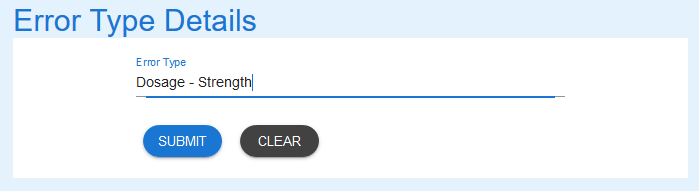 Error Type Details
Error Type
Dosage - Strength
SUBMIT CLEAR